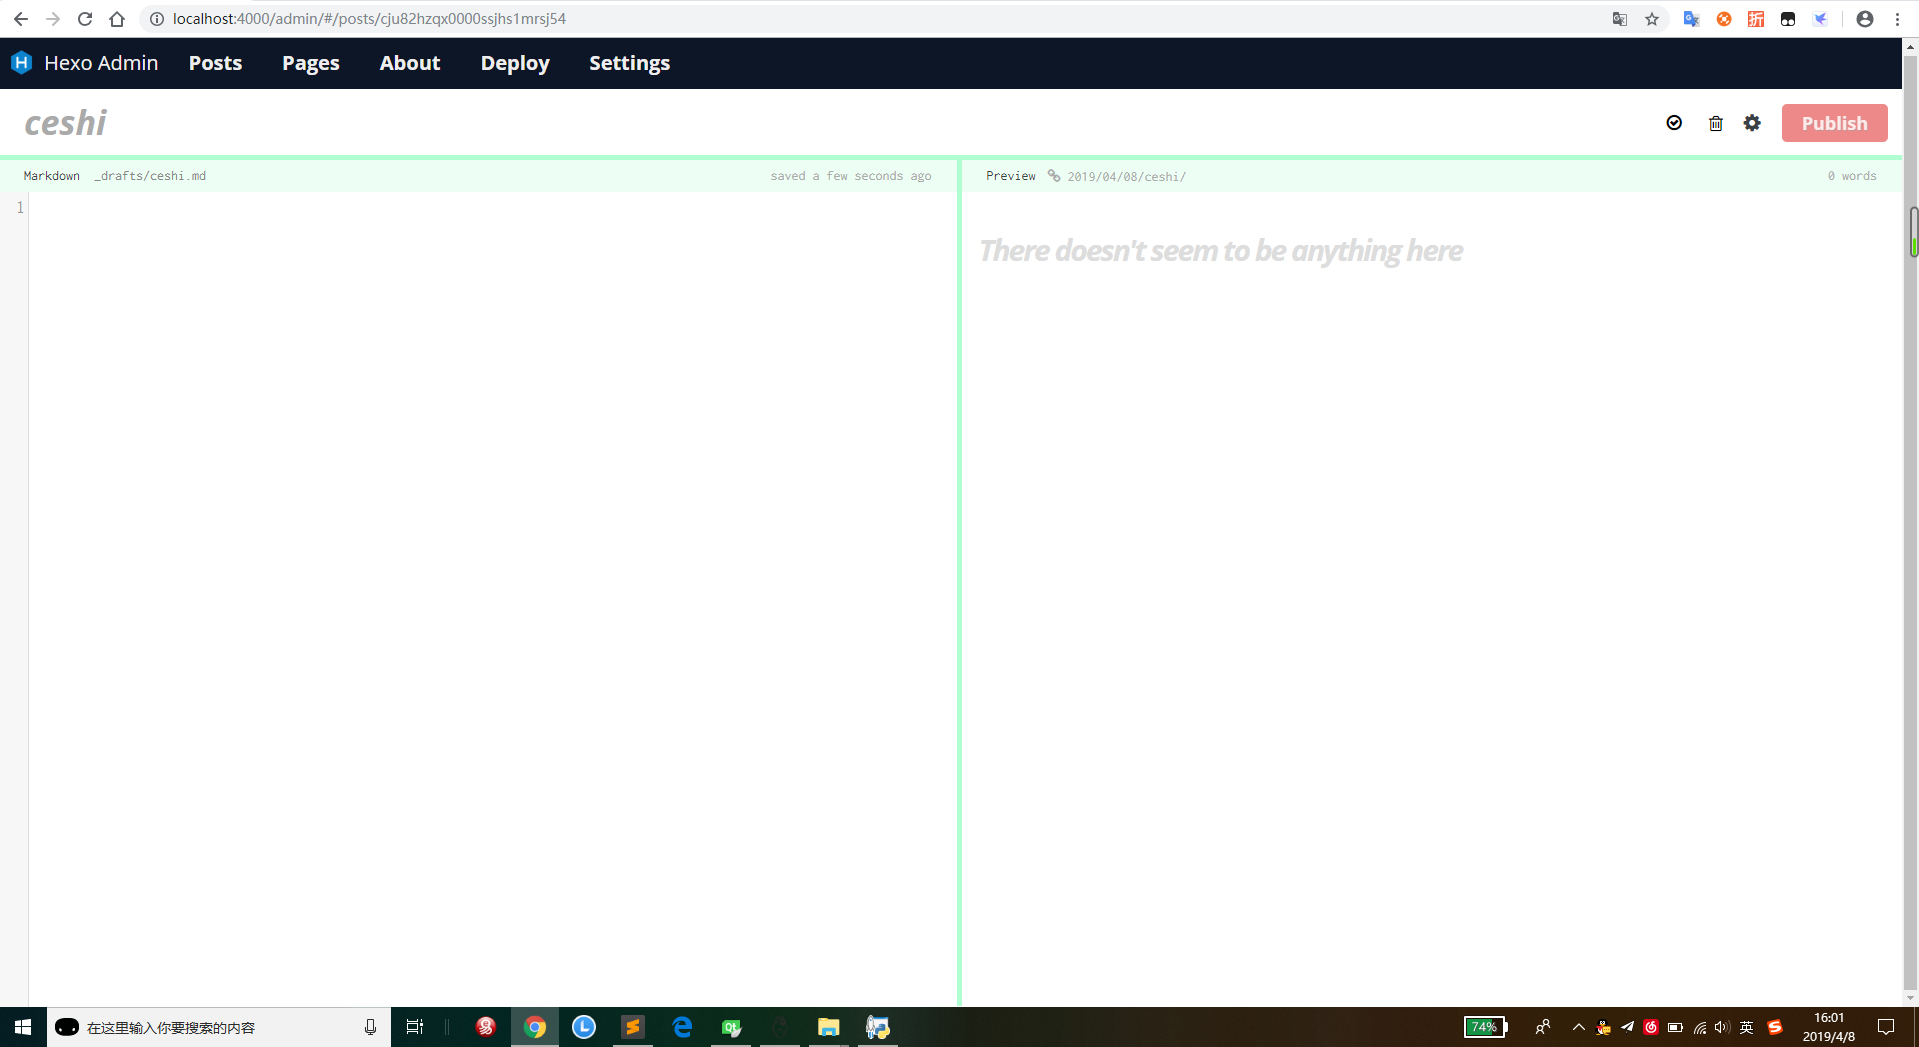 localhost:4000/admin/#/posts/cju82hzqx0000ssjhs1mrsj54
折
Hexo Admin Posts Pages About Deploy Settings
ceshi
Publish
Markdown _drafts/ceshi.md saved a few seconds ago
Preview 2019/04/08/ceshi/ 0 words
1
There doesn't seem to be anything here
在这里输入你要搜索的内容
74%
英
16:01
2019/4/8